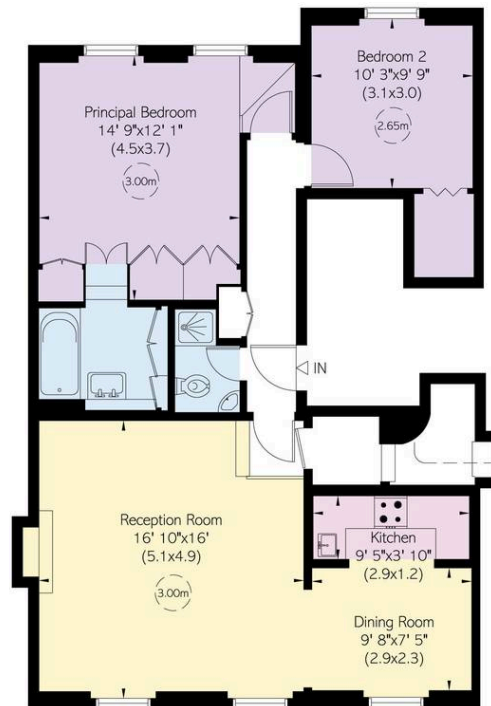 Bedroom 2
10' 3"x9' 9"
(3.1x3.0)
2.65m
Principal Bedroom
14' 9"x12' 1"
(4.5x3.7)
3.00m
IN
Reception Room
16' 10"x16'
(5.1x4.9)
3.00m
Kitchen
9' 5"x3' 10"
(2.9x1.2)
Dining Room
9' 8"x7' 5"
(2.9x2.3)